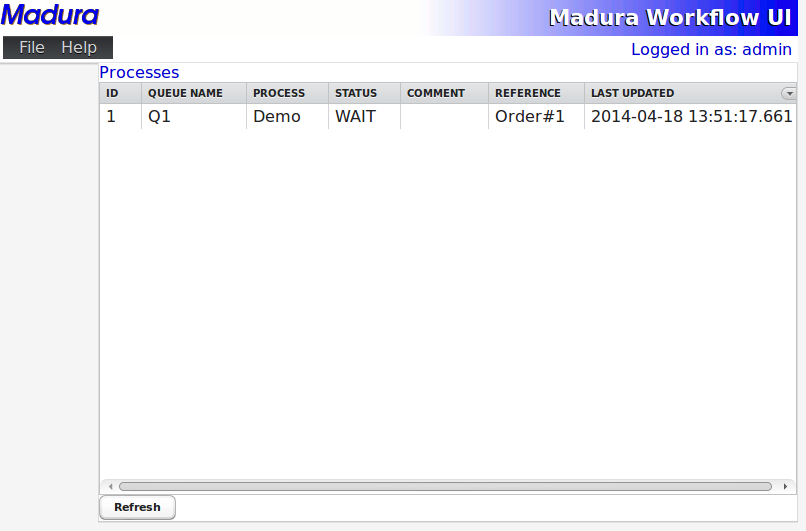 Madura
Madura Workflow UI
File Help
Logged in as: admin
Processes
ID QUEUE NAME PROCESS STATUS COMMENT REFERENCE LAST UPDATED
1 Q1 Demo WAIT Order#1 2014-04-18 13:51:17.661
Refresh